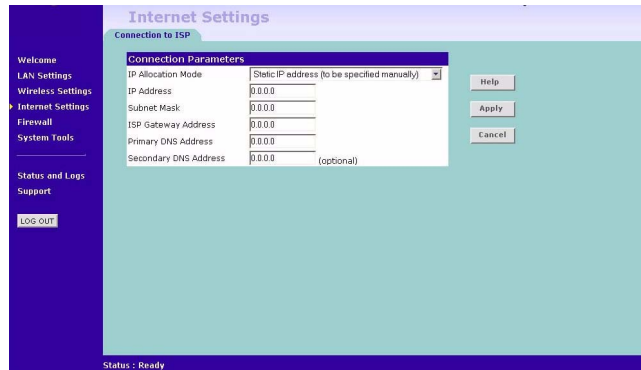 Internet Settings
Connection to ISP
Welcome
LAN Settings
Wireless Settings
Internet Settings
Firewall
System Tools
Status and Logs
Support
LOG OUT
Connection Parameters
IP Allocation Mode Static IP address (to be specified manually)
IP Address 0.0.0.0
Subnet Mask 0.0.0.0
ISP Gateway Address 0.0.0.0
Primary DNS Address 0.0.0.0
Secondary DNS Address 0.0.0.0 (optional)
Help
Apply
Cancel
Status : Ready